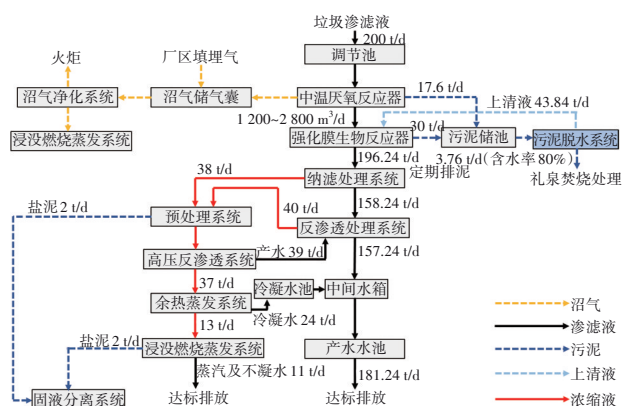 垃圾渗滤液
200 t/d
火炬
厂区填埋气
调节池
17.6 t/d
沼气净化系统
沼气储气囊
中温厌氧反应器
上清液43.84 t/d
1 200~2 800 m³/d
30 t/d
浸没燃烧蒸发系统
强化膜生物反应器
污泥储池
污泥脱水系统
196.24 t/d
定期排泥
3.76 t/d(含水率80%)
38 t/d
纳滤处理系统
礼泉焚烧处理
盐泥2 t/d
158.24 t/d
预处理系统
40 t/d
反渗透处理系统
产水39 t/d
157.24 t/d
高压反渗透系统
37 t/d
冷凝水池
中间水箱
余热蒸发系统
冷凝水24 t/d
沼气
13 t/d
渗滤液
盐泥2 t/d
浸没燃烧蒸发系统
产水水池
污泥
蒸汽及不凝水11 t/d
181.24 t/d
上清液
固液分离系统
达标排放
达标排放
浓缩液